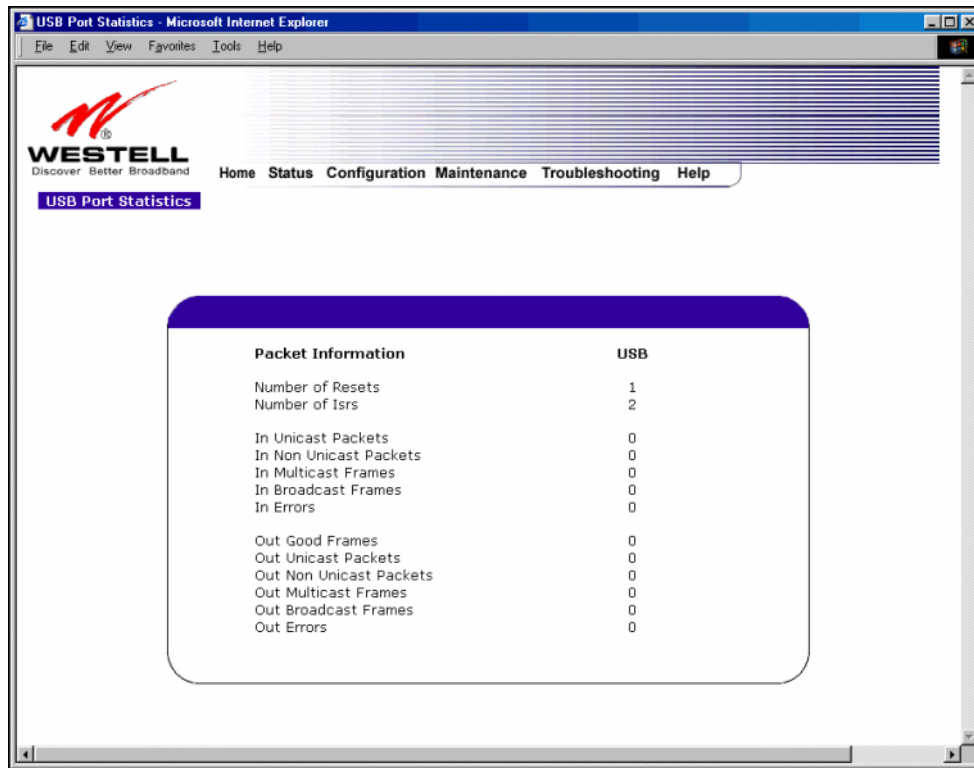 USB Port Statistics - Microsoft Internet Explorer
File Edit View Favorites Tools Help
®
WESTELL
Discover Better Broadband
Home Status Configuration Maintenance Troubleshooting Help
USB Port Statistics
Packet Information USB
Number of Resets 1
Number of Isrs 2
In Unicast Packets 0
In Non Unicast Packets 0
In Multicast Frames 0
In Broadcast Frames 0
In Errors 0
Out Good Frames 0
Out Unicast Packets 0
Out Non Unicast Packets 0
Out Multicast Frames 0
Out Broadcast Frames 0
Out Errors 0